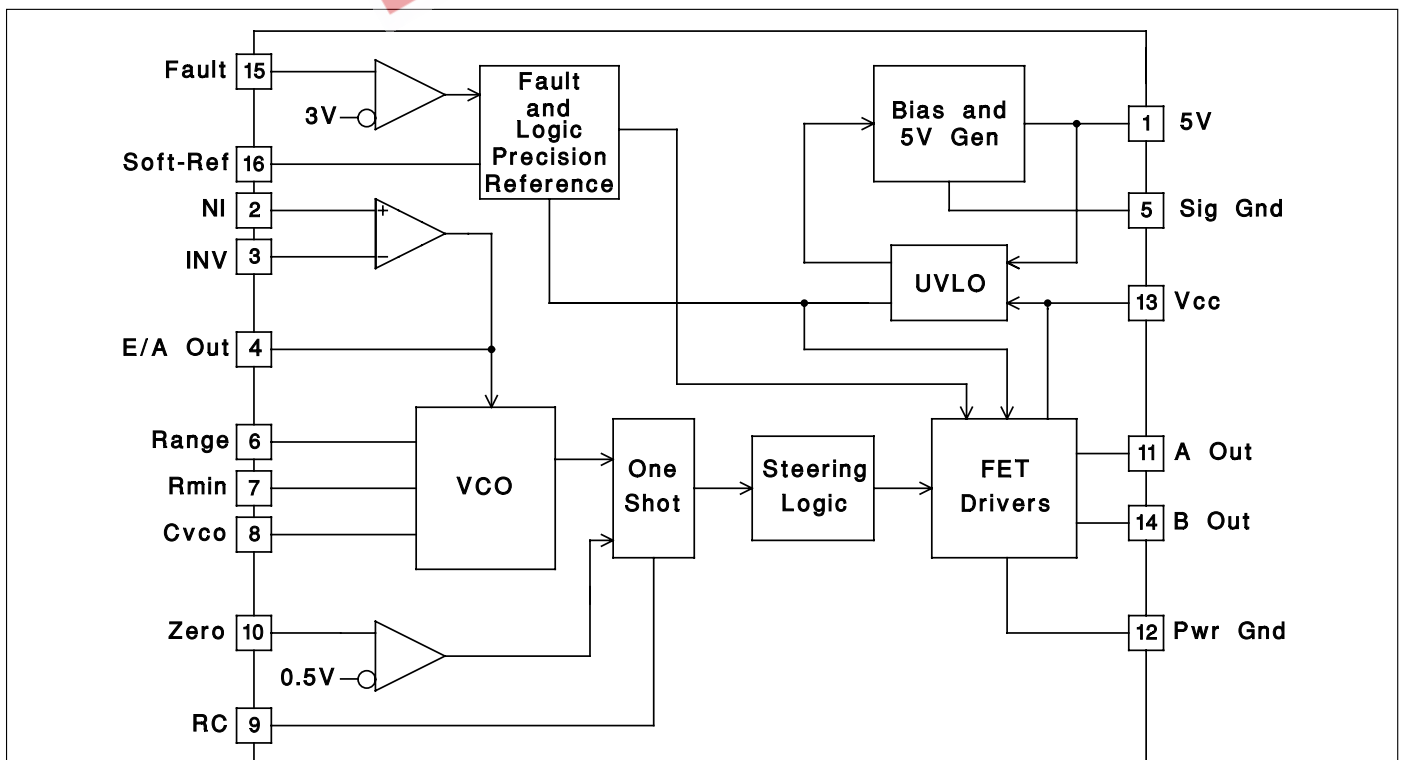 Fault 15
3V
Soft-Ref 16
NI 2 +
INV 3 −
E/A Out 4
Range 6
Rmin 7
Cvco 8
Zero 10
0.5V
RC 9
Fault
and
Logic
Precision
Reference
VCO
One
Shot
Steering
Logic
Bias and
5V Gen
UVLO
FET
Drivers
1 5V
5 Sig Gnd
13 Vcc
11 A Out
14 B Out
12 Pwr Gnd